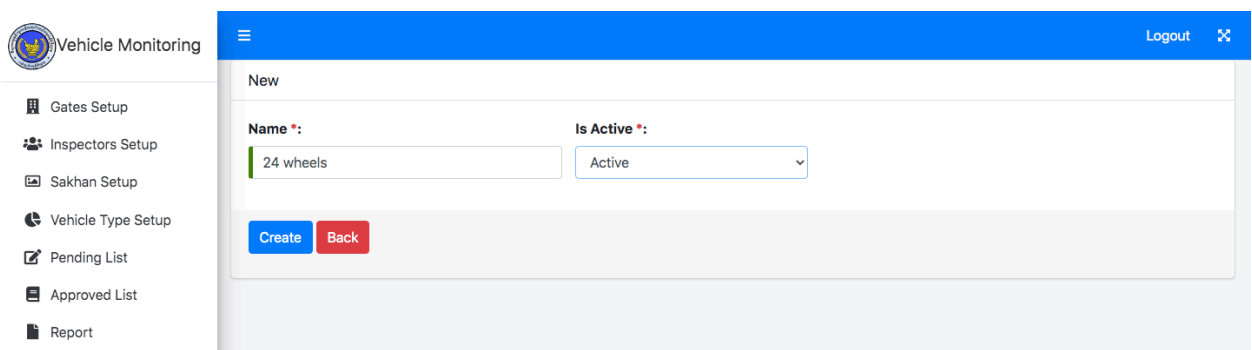 Vehicle Monitoring
Logout
Gates Setup
Inspectors Setup
Sakhan Setup
Vehicle Type Setup
Pending List
Approved List
Report
New
Name *:
Is Active *:
24 wheels
Active
Create
Back